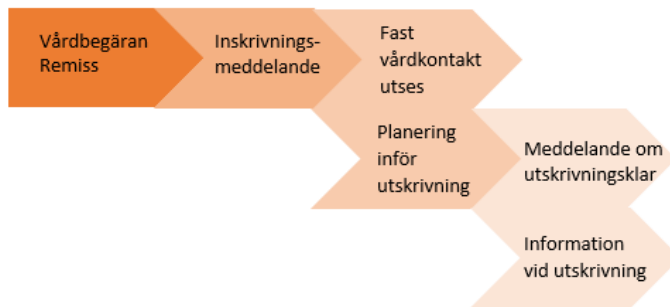 Vårdbegäran
Remiss
Inskrivnings-
meddelande
Fast
vårdkontakt
utses
Planering
inför
utskrivning
Meddelande om
utskrivningsklar
Information
vid utskrivning